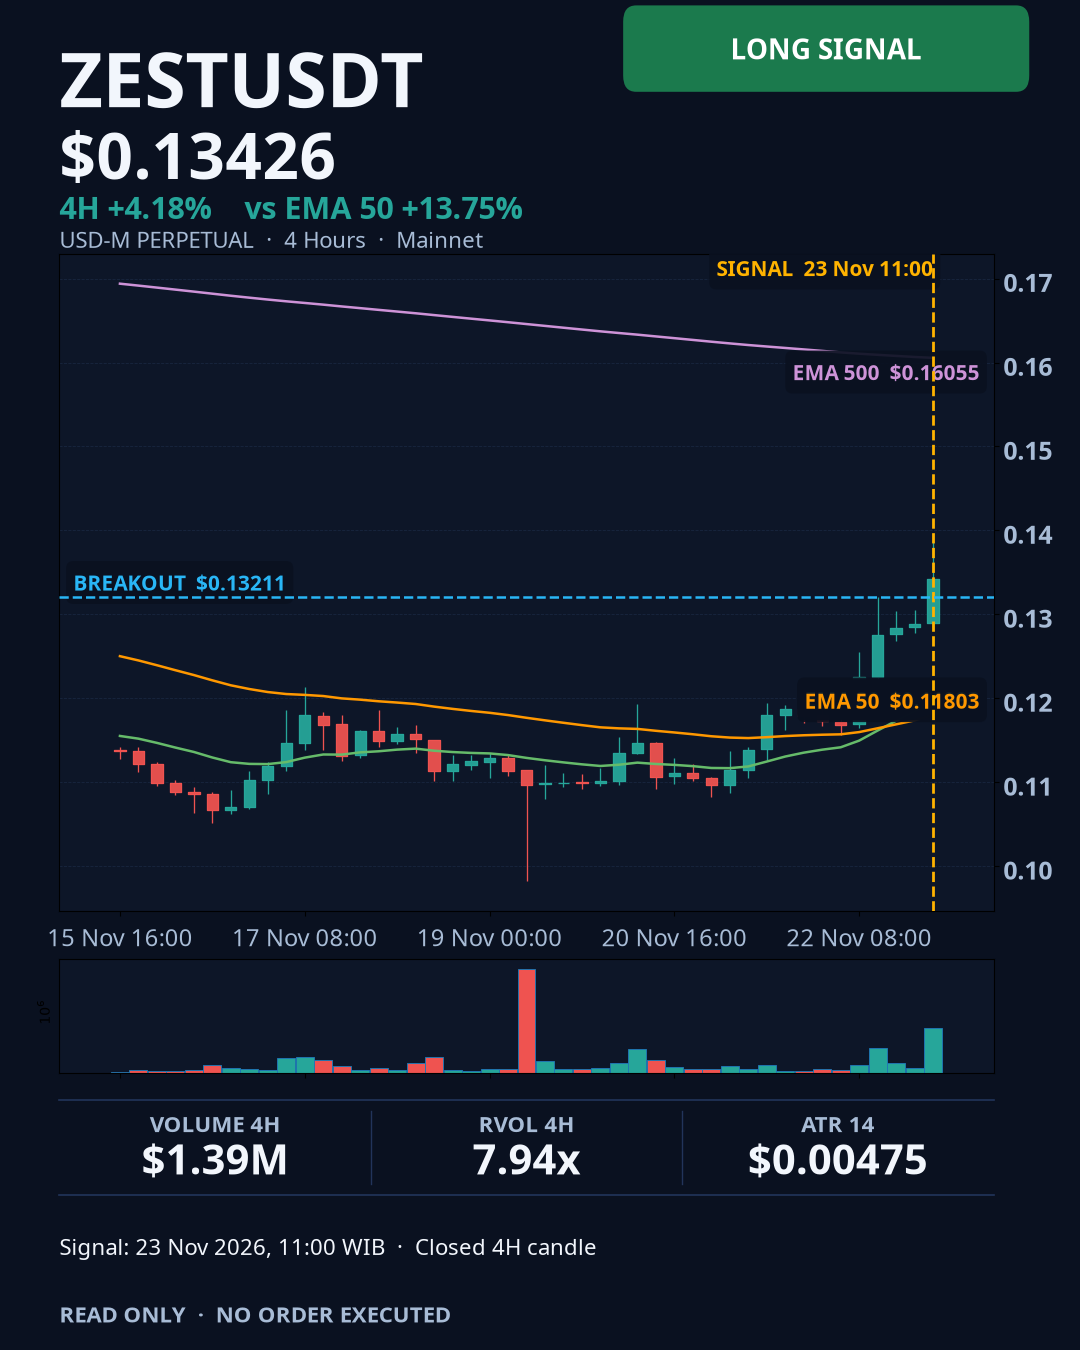 LONG SIGNAL
ZESTUSDT
$0.13426
4H +4.18% vs EMA 50 +13.75%
USD-M PERPETUAL · 4 Hours · Mainnet
SIGNAL 23 Nov 11:00
0.17
EMA 500 $0.16055
0.16
0.15
0.14
BREAKOUT $0.13211
0.13
EMA 50 $0.11803
0.12
0.11
0.10
15 Nov 16:00 17 Nov 08:00 19 Nov 00:00 20 Nov 16:00 22 Nov 08:00
10⁶
VOLUME 4H RVOL 4H ATR 14
$1.39M 7.94x $0.00475
Signal: 23 Nov 2026, 11:00 WIB · Closed 4H candle
READ ONLY · NO ORDER EXECUTED